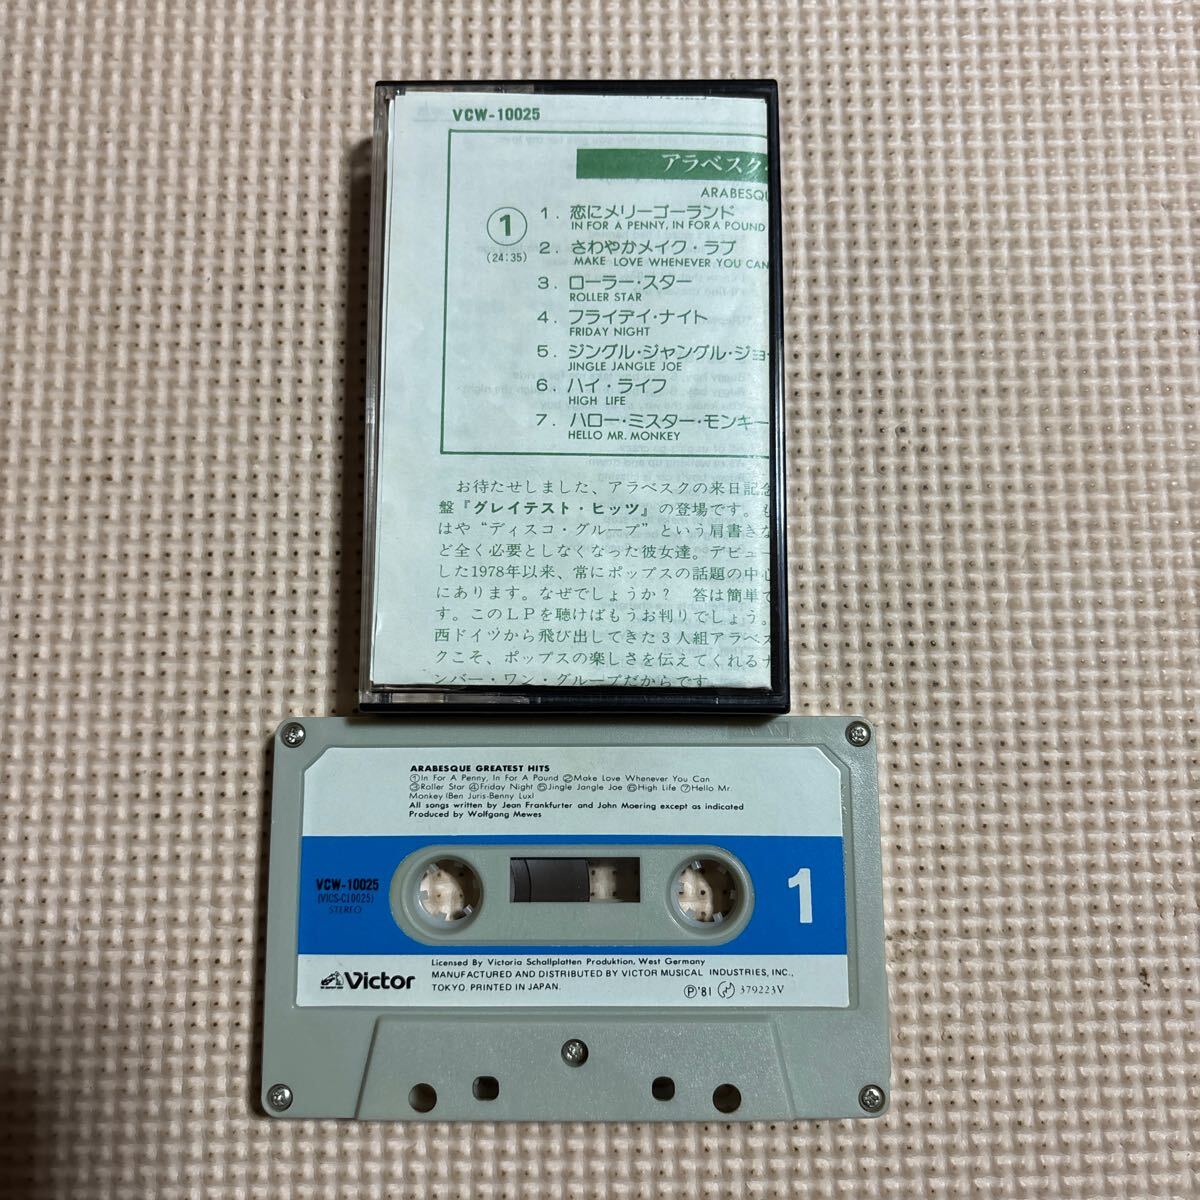 VCW-10025
アラベスク・
ARABESQU
1
(24:35)
1. 恋にメリーゴーランド
IN FOR A PENNY, IN FOR A POUND
2. さわやかメイク・ラブ
MAKE LOVE WHENEVER YOU CAN
3. ローラー・スター
ROLLER STAR
4. フライデイ・ナイト
FRIDAY NIGHT
5. ジングル・ジャングル・ジョー
JINGLE JANGLE JOE
6. ハイ・ライフ
HIGH LIFE
7. ハロー・ミスター・モンキー
HELLO MR. MONKEY
お待たせしました、アラベスクの来日記念
盤『グレイテスト・ヒッツ』の登場です。も
はや“ディスコ・グループ”という肩書きな
ど全く必要としなくなった彼女達。デビュー
した1978年以来、常にポップスの話題の中心
にあります。なぜでしょうか？ 答は簡単で
す。このＬＰを聴けばもうお判りでしょう。
西ドイツから飛び出してきた３人組アラベス
クこそ、ポップスの楽しさを伝えてくれるナ
ンバー・ワン・グループだからです。
ARABESQUE GREATEST HITS
①In For A Penny, In For A Pound ②Make Love Whenever You Can
③Roller Star ④Friday Night ⑤Jingle Jangle Joe ⑥High Life ⑦Hello Mr.
Monkey (Ben Juris-Benny Lux)
All songs written by Jean Frankfurter and John Moering except as indicated
Produced by Wolfgang Mewes
VCW-10025
(VICS-C10025)
STEREO
1
Licensed By Victoria Schallplatten Produktion, West Germany
Victor
MANUFACTURED AND DISTRIBUTED BY VICTOR MUSICAL INDUSTRIES, INC.,
TOKYO. PRINTED IN JAPAN.
Ⓟ'81 379223V